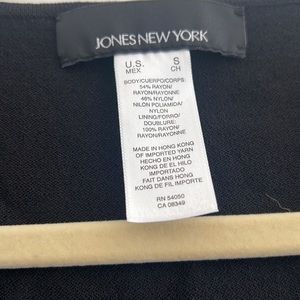 JONES NEW YORK
U.S. S
MEX CH
BODY/CUERPO/CORPS:
54% RAYON/
RAYON/RAYONNE
46% NYLON/
NILON POLIAMIDA/
NYLON
LINING/FORRO/
DOUBLURE:
100% RAYON/
RAYON/RAYONNE
MADE IN HONG KONG
OF IMPORTED YARN
HECHO EN HONG
KONG DE EL HILO
IMPORTADO
FAIT DANS HONG
KONG DE FIL IMPORTE
RN 54050
CA 08349